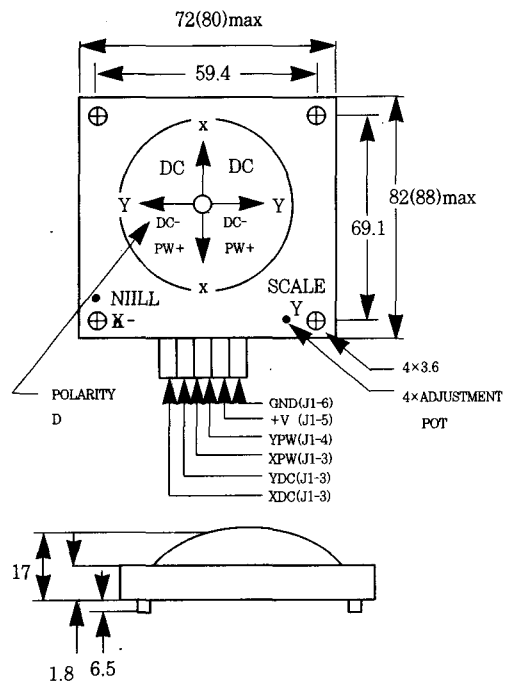 72(80)max
59.4
x
DC DC
82(88)max
Y Y
DC- DC-
69.1
PW+ PW+
x
SCALE
NIILL
Y
X-
4×3.6
POLARITY
D
4×ADJUSTMENT
POT
GND(J1-6)
+V (J1-5)
YPW(J1-4)
XPW(J1-3)
YDC(J1-3)
XDC(J1-3)
17
1.8
6.5